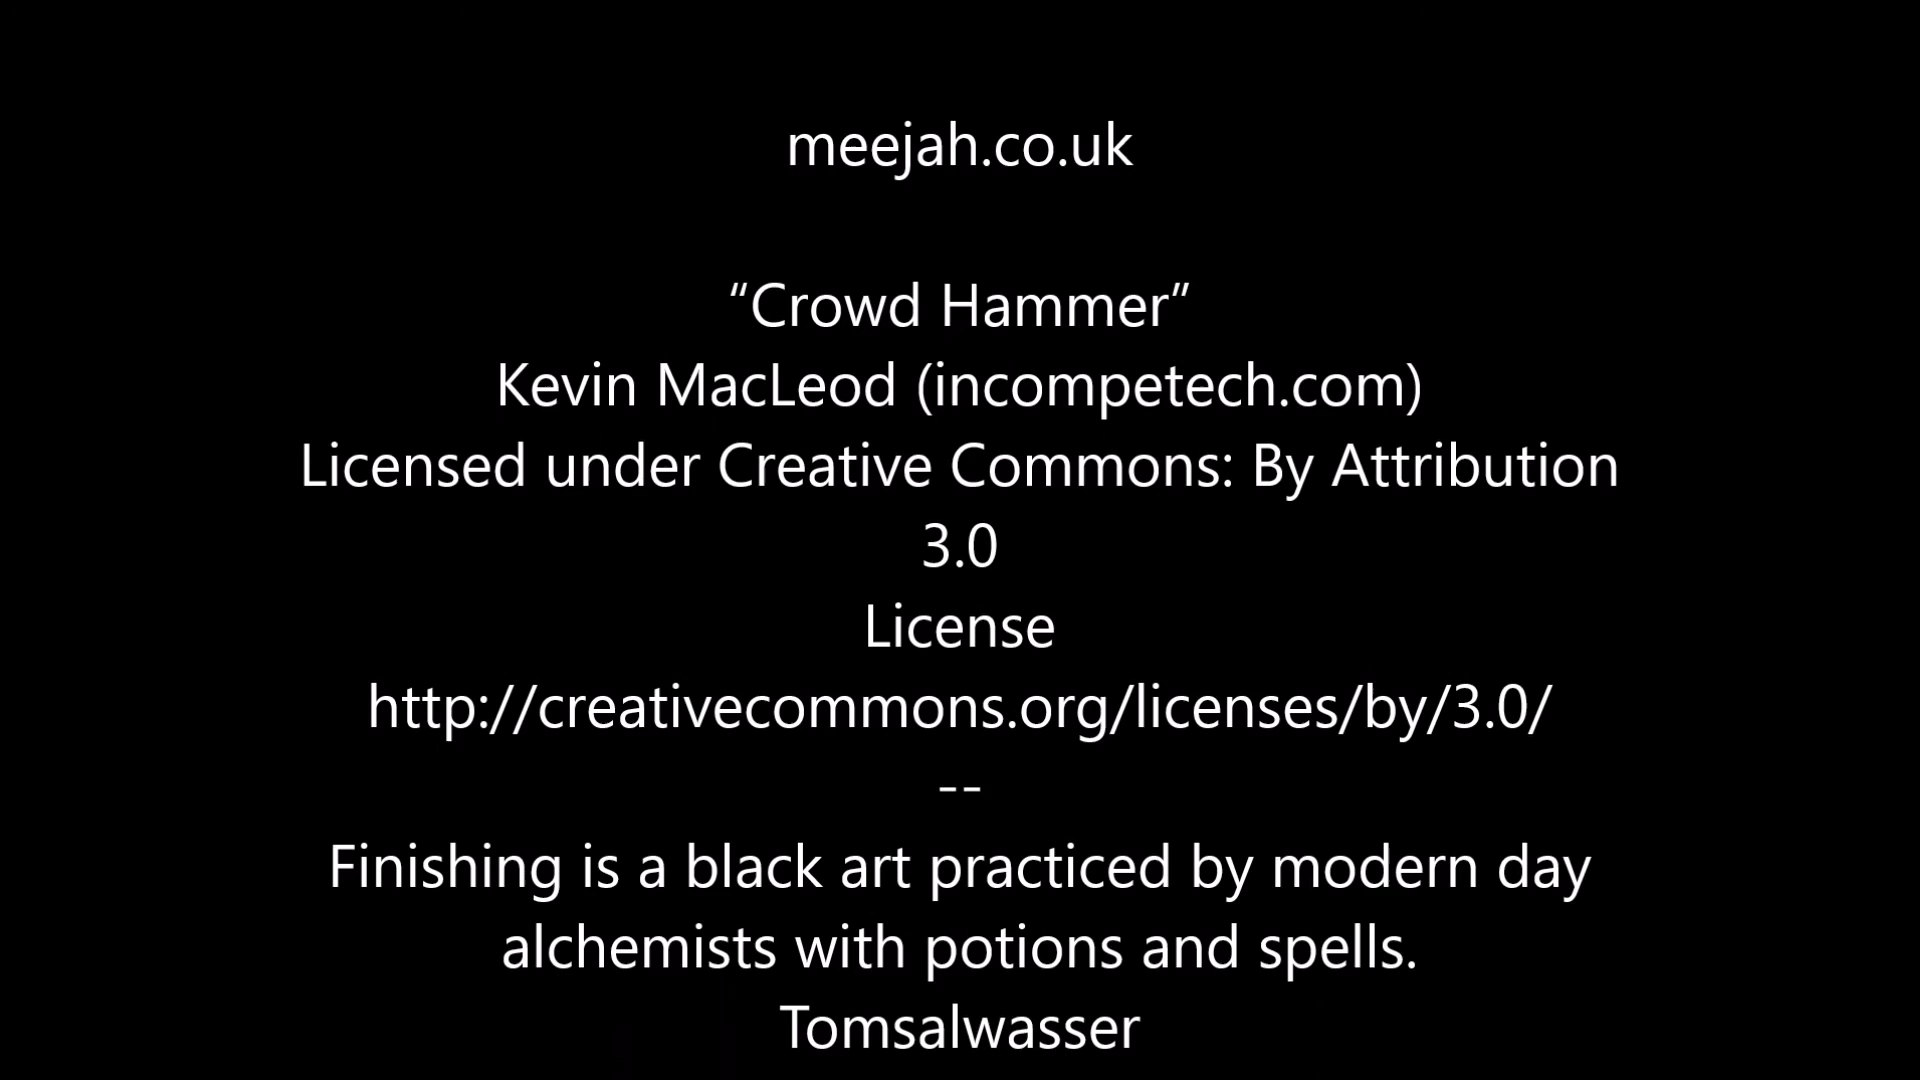 meejah.co.uk
“Crowd Hammer”
Kevin MacLeod (incompetech.com)
Licensed under Creative Commons: By Attribution
3.0
License
http://creativecommons.org/licenses/by/3.0/
--
Finishing is a black art practiced by modern day
alchemists with potions and spells.
Tomsalwasser